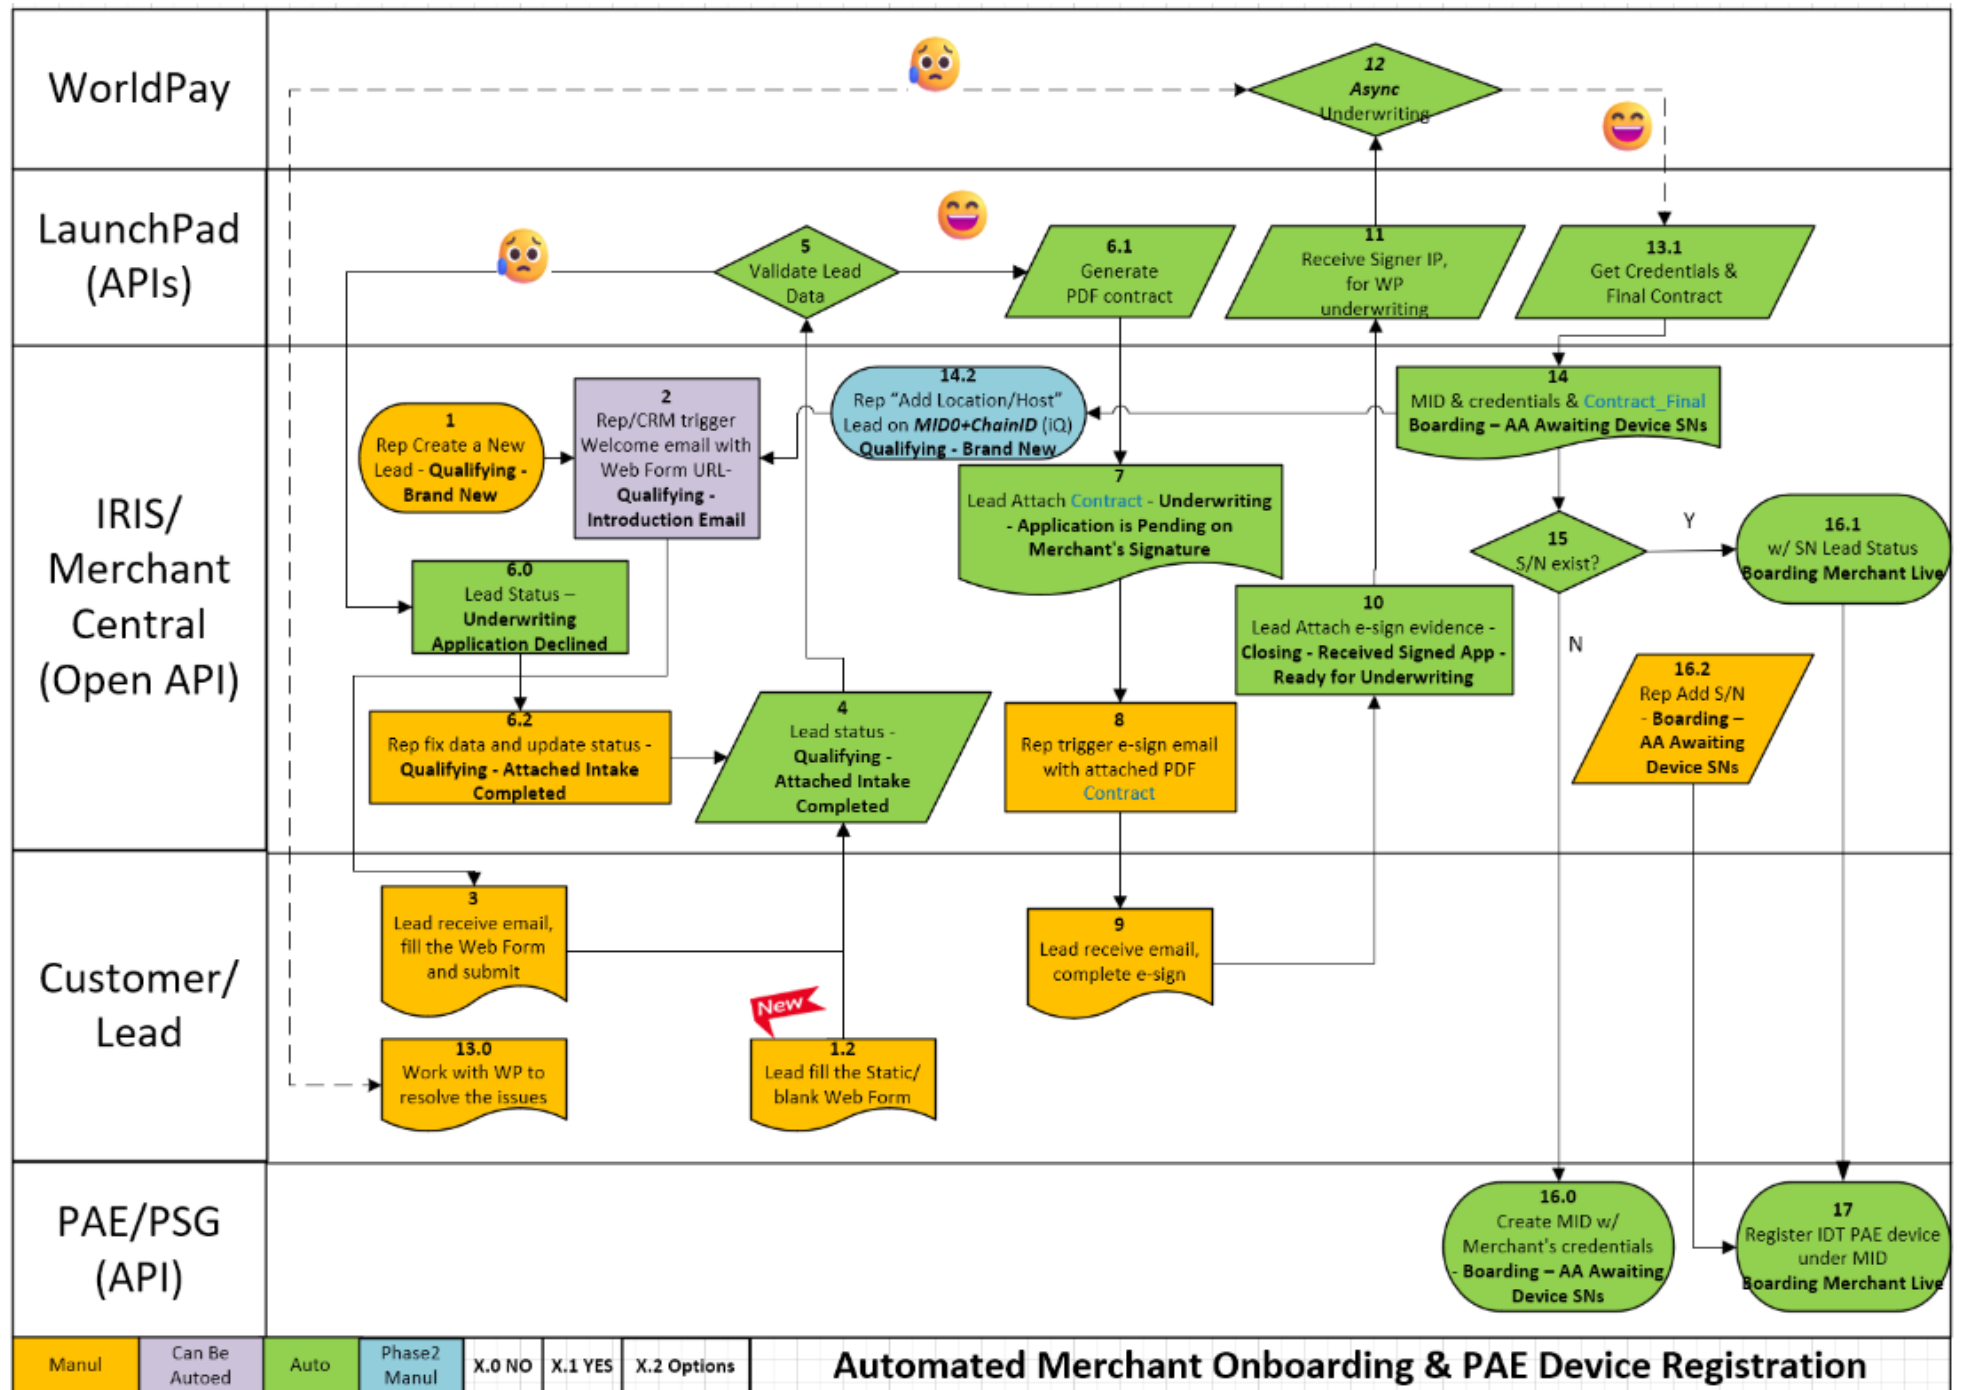 WorldPay
12
Async
Underwriting
LaunchPad
(APIs)
5
Validate Lead
Data
6.1
Generate
PDF contract
11
Receive Signer IP,
for WP
underwriting
13.1
Get Credentials &
Final Contract
IRIS/
Merchant
Central
(Open API)
1
Rep Create a New
Lead - Qualifying -
Brand New
2
Rep/CRM trigger
Welcome email with
Web Form URL-
Qualifying -
Introduction Email
14.2
Rep “Add Location/Host”
Lead on MID0+ChainID (iQ)
Qualifying - Brand New
14
MID & credentials & Contract_Final
Boarding – AA Awaiting Device SNs
7
Lead Attach Contract - Underwriting
- Application is Pending on
Merchant's Signature
15
S/N exist?
Y
N
16.1
w/ SN Lead Status
Boarding Merchant Live
6.0
Lead Status –
Underwriting
Application Declined
10
Lead Attach e-sign evidence -
Closing - Received Signed App -
Ready for Underwriting
16.2
Rep Add S/N
- Boarding –
AA Awaiting
Device SNs
6.2
Rep fix data and update status -
Qualifying - Attached Intake
Completed
4
Lead status -
Qualifying -
Attached Intake
Completed
8
Rep trigger e-sign email
with attached PDF
Contract
Customer/
Lead
3
Lead receive email,
fill the Web Form
and submit
9
Lead receive email,
complete e-sign
New
13.0
Work with WP to
resolve the issues
1.2
Lead fill the Static/
blank Web Form
PAE/PSG
(API)
16.0
Create MID w/
Merchant's credentials
- Boarding – AA Awaiting
Device SNs
17
Register IDT PAE device
under MID
Boarding Merchant Live
Manul
Can Be
Autoed
Auto
Phase2
Manul
X.0 NO
X.1 YES
X.2 Options
Automated Merchant Onboarding & PAE Device Registration